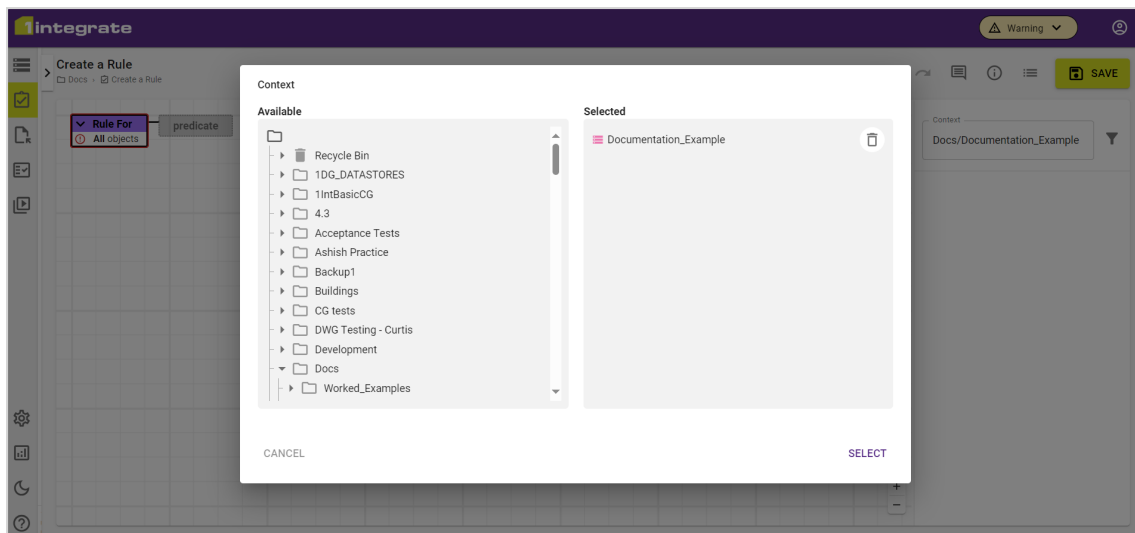 1integrate
Warning
Create a Rule
Docs › Create a Rule
SAVE
Rule For
All objects
predicate
Context
Docs/Documentation_Example
Context
Available
Recycle Bin
1DG_DATASTORES
1IntBasicCG
4.3
Acceptance Tests
Ashish Practice
Backup1
Buildings
CG tests
DWG Testing - Curtis
Development
Docs
Worked_Examples
Selected
Documentation_Example
CANCEL
SELECT